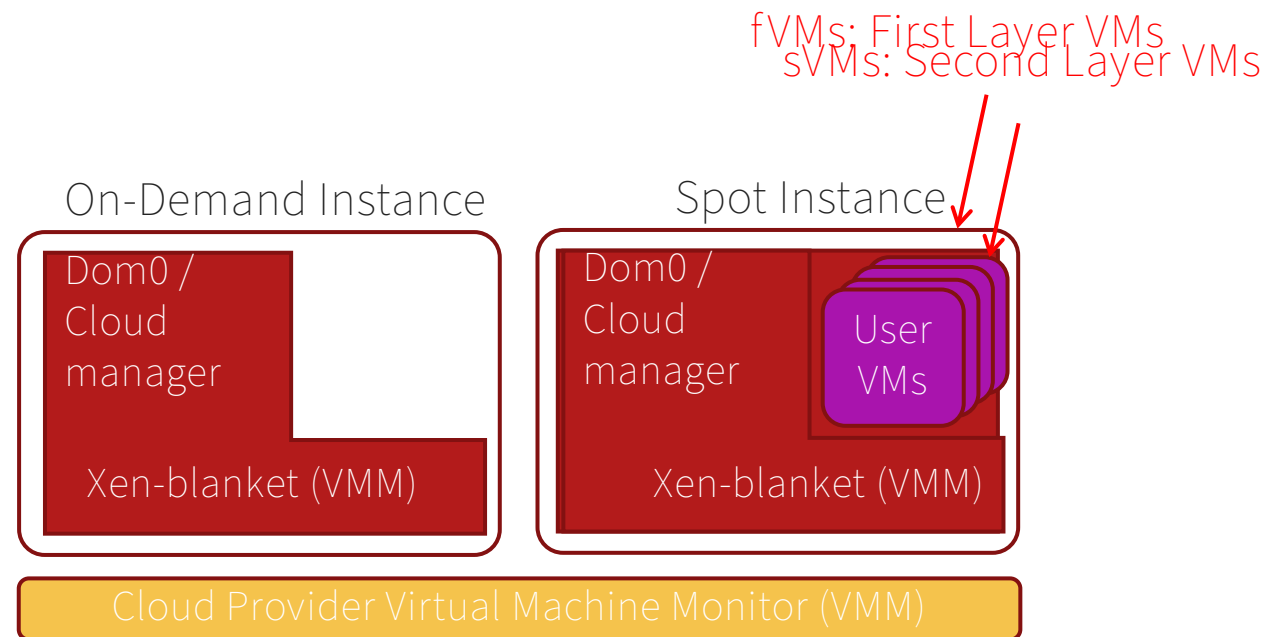 fVMs: First Layer VMs
sVMs: Second Layer VMs
On-Demand Instance
Spot Instance
Dom0 /
Cloud
manager
Xen-blanket (VMM)
Dom0 /
Cloud
manager
User
VMs
Xen-blanket (VMM)
Cloud Provider Virtual Machine Monitor (VMM)